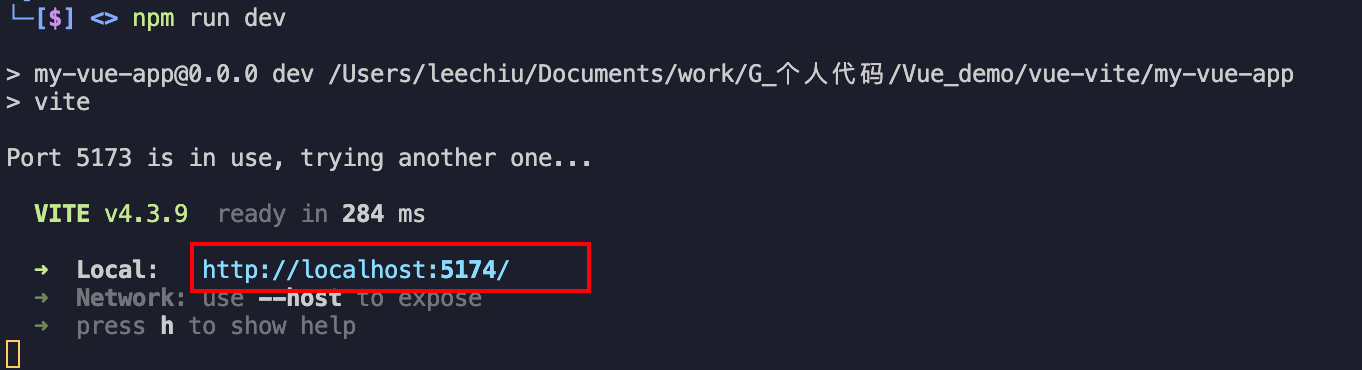 └─[$] <> npm run dev
> my-vue-app@0.0.0 dev /Users/leechiu/Documents/work/G_个人代码/Vue_demo/vue-vite/my-vue-app
> vite
Port 5173 is in use, trying another one...
VITE v4.3.9 ready in 284 ms
➜ Local: http://localhost:5174/
➜ Network: use --host to expose
➜ press h to show help